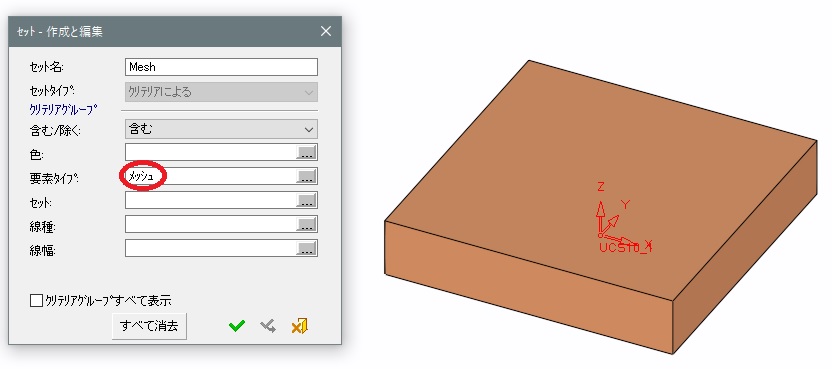 ｾｯﾄ - 作成と編集
ｾｯﾄ名:
Mesh
ｾｯﾄﾀｲﾌﾟ:
ｸﾘﾃﾘｱによる
ｸﾘﾃﾘｱｸﾞﾙｰﾌﾟ
含む/除く:
含む
色:
...
要素ﾀｲﾌﾟ:
ﾒｯｼｭ
...
ｾｯﾄ:
...
線種:
...
線幅:
...
ｸﾘﾃﾘｱｸﾞﾙｰﾌﾟすべて表示
すべて消去
Z
Y
X
UCS10_1